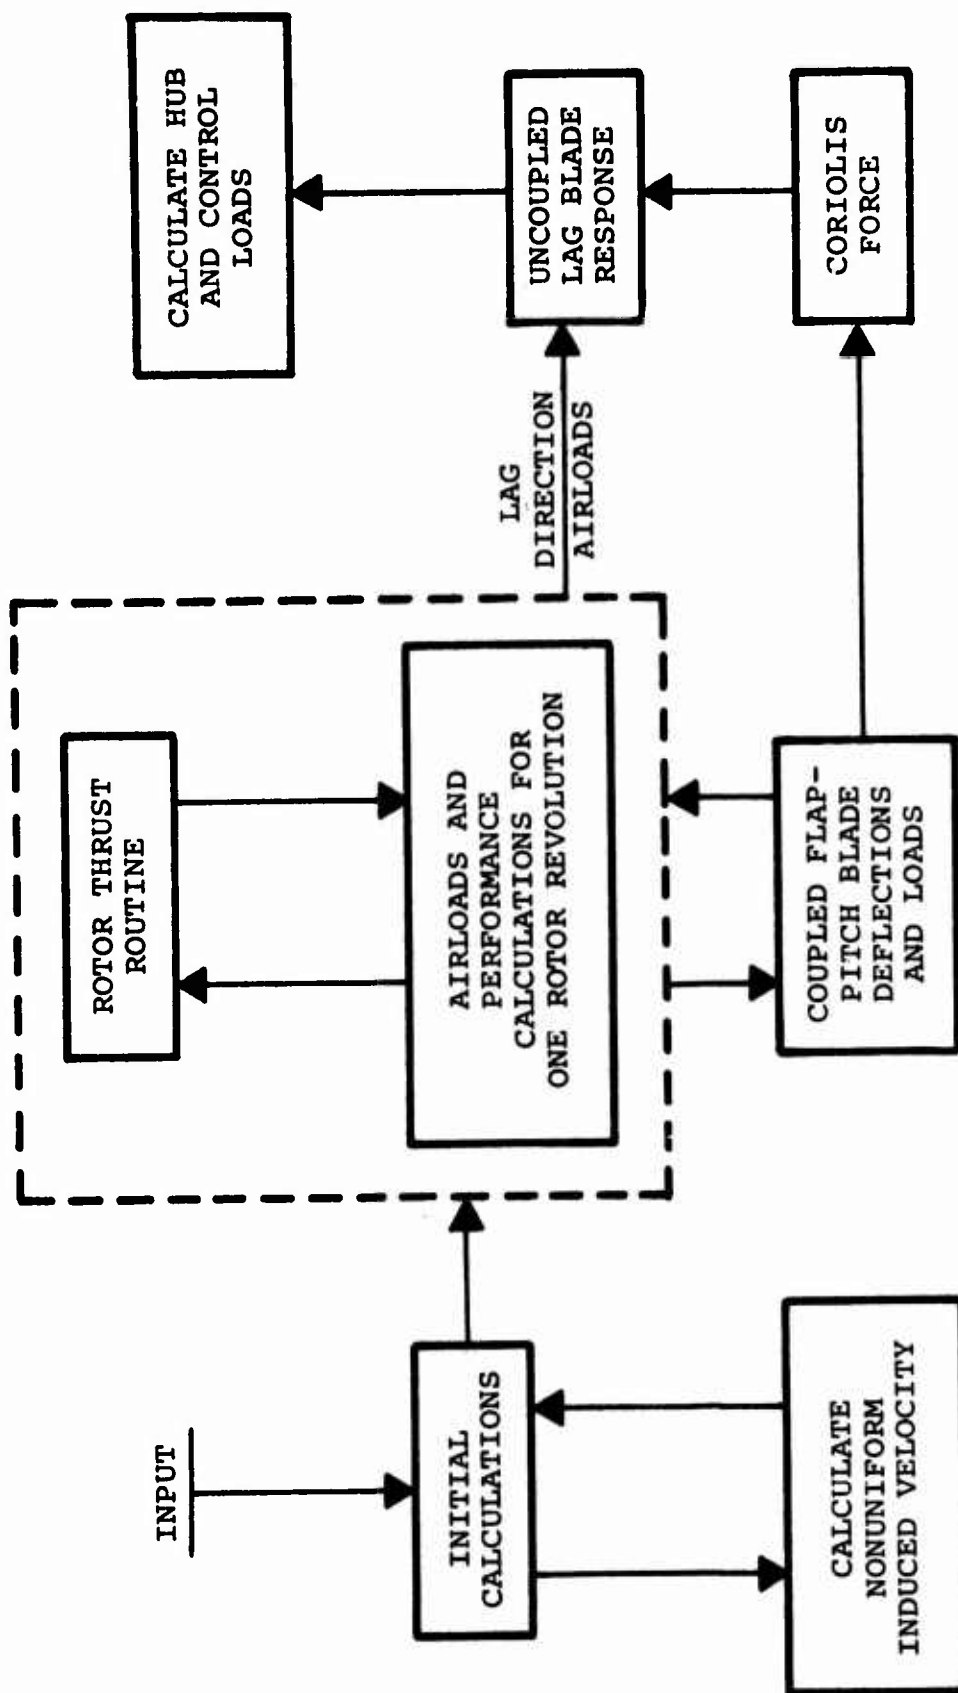 INPUT
INITIAL
CALCULATIONS
CALCULATE
NONUNIFORM
INDUCED VELOCITY
ROTOR THRUST
ROUTINE
AIRLOADS AND
PERFORMANCE
CALCULATIONS FOR
ONE ROTOR REVOLUTION
COUPLED FLAP-
PITCH BLADE
DEFLECTIONS
AND LOADS
LAG
DIRECTION
AIRLOADS
CALCULATE HUB
AND CONTROL
LOADS
UNCOUPLED
LAG BLADE
RESPONSE
CORIOLIS
FORCE